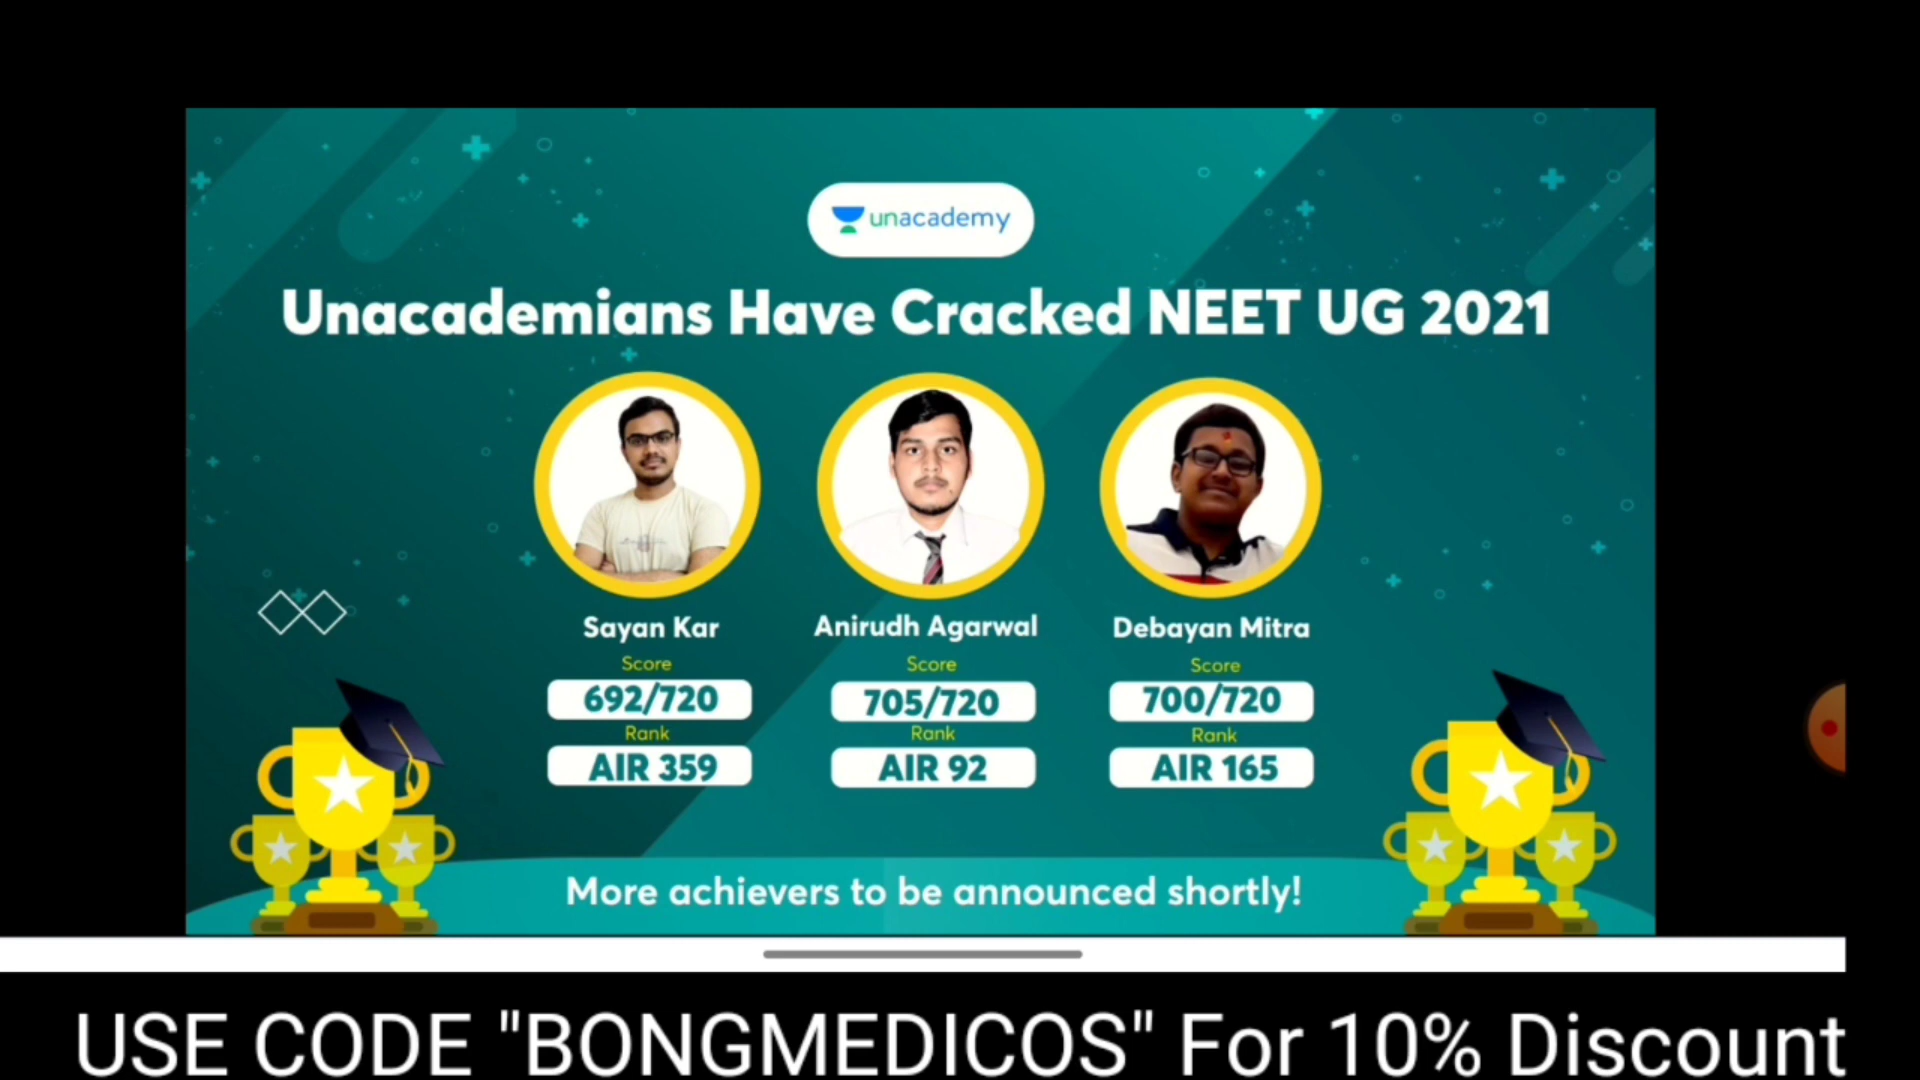 unacademy
Unacademians Have Cracked NEET UG 2021
Sayan Kar
Score
692/720
Rank
AIR 359
Anirudh Agarwal
Score
705/720
Rank
AIR 92
Debayan Mitra
Score
700/720
Rank
AIR 165
More achievers to be announced shortly!
USE CODE "BONGMEDICOS" For 10% Discount